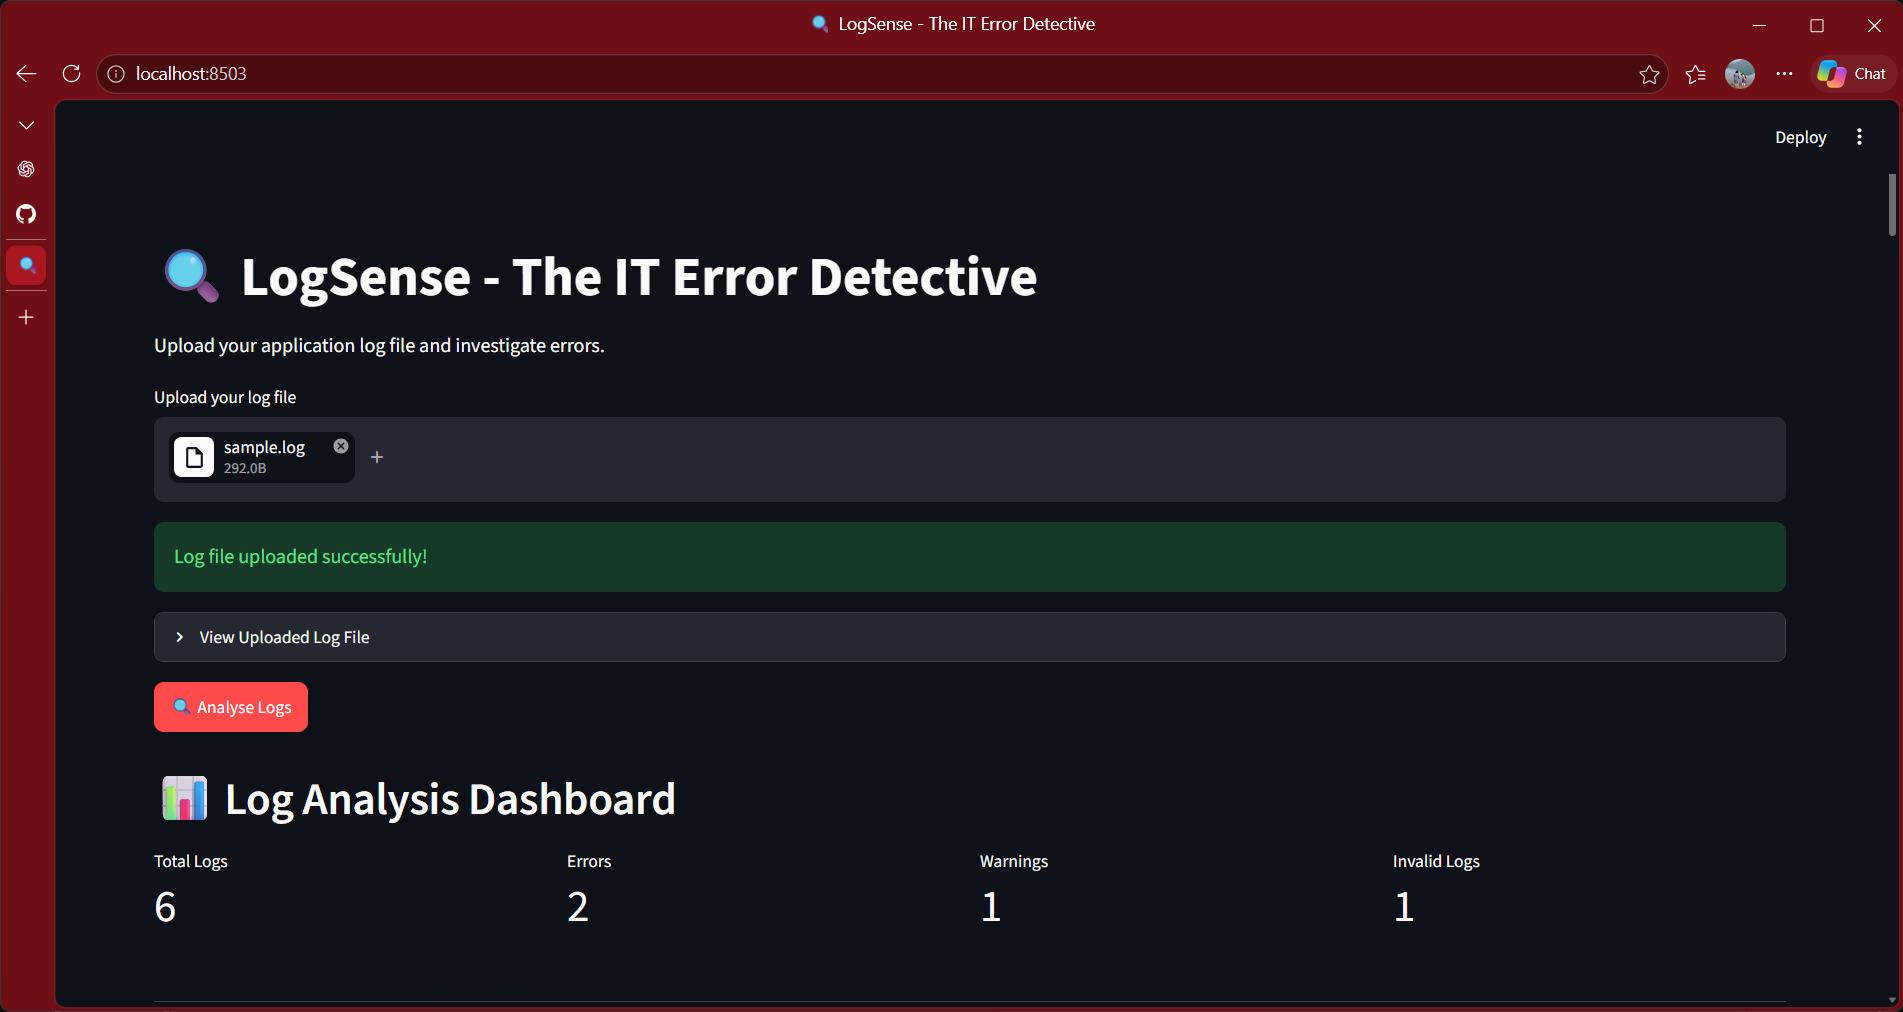 LogSense - The IT Error Detective
localhost:8503
Chat
Deploy
LogSense - The IT Error Detective
Upload your application log file and investigate errors.
Upload your log file
sample.log
292.0B
Log file uploaded successfully!
View Uploaded Log File
Analyse Logs
Log Analysis Dashboard
Total Logs Errors Warnings Invalid Logs
6 2 1 1